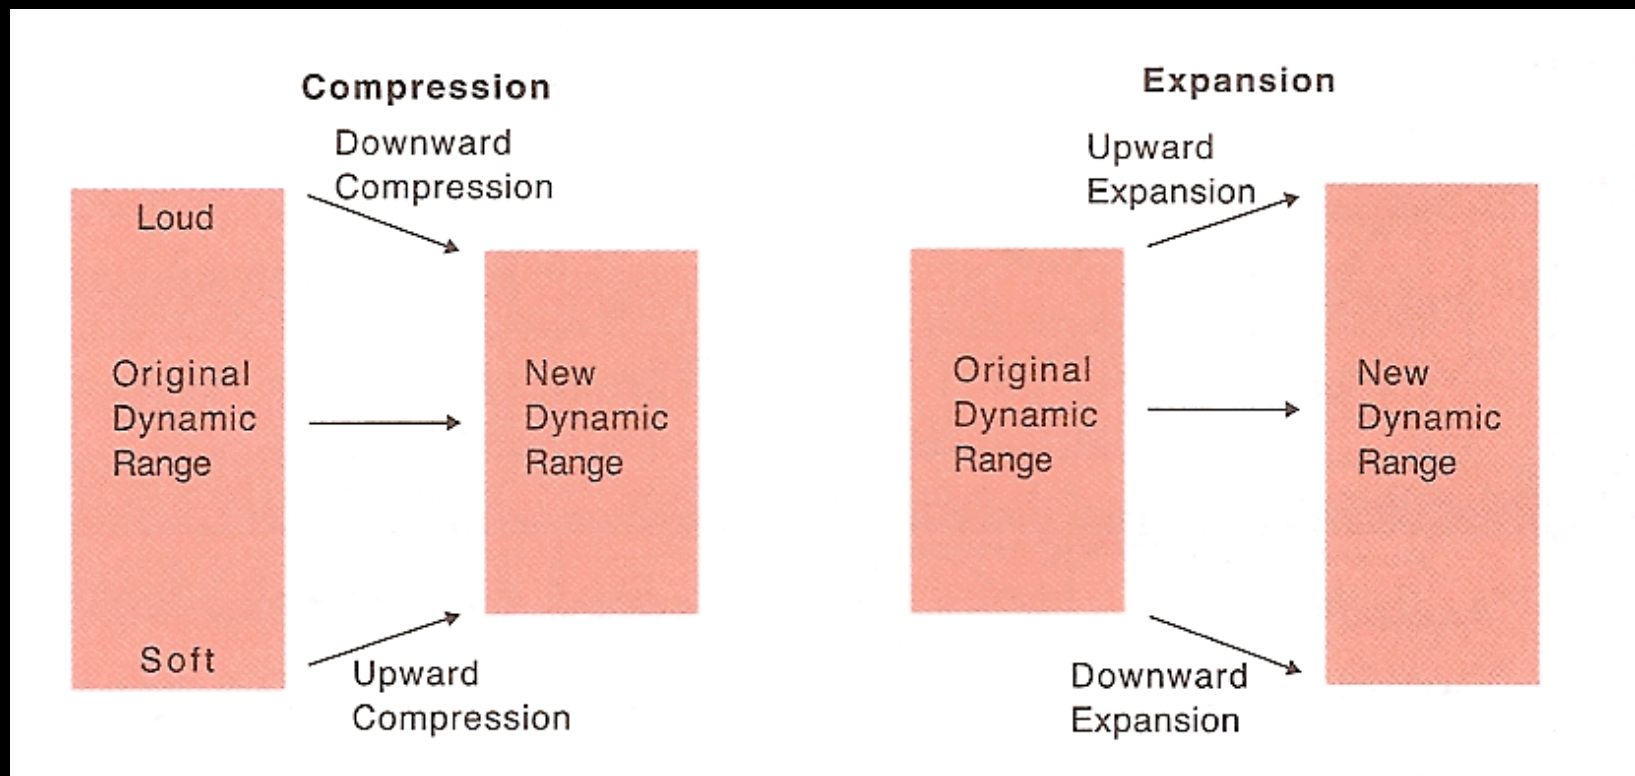 Compression
Downward
Compression
Loud
Original
Dynamic
Range
Soft
New
Dynamic
Range
Upward
Compression
Expansion
Upward
Expansion
Original
Dynamic
Range
New
Dynamic
Range
Downward
Expansion